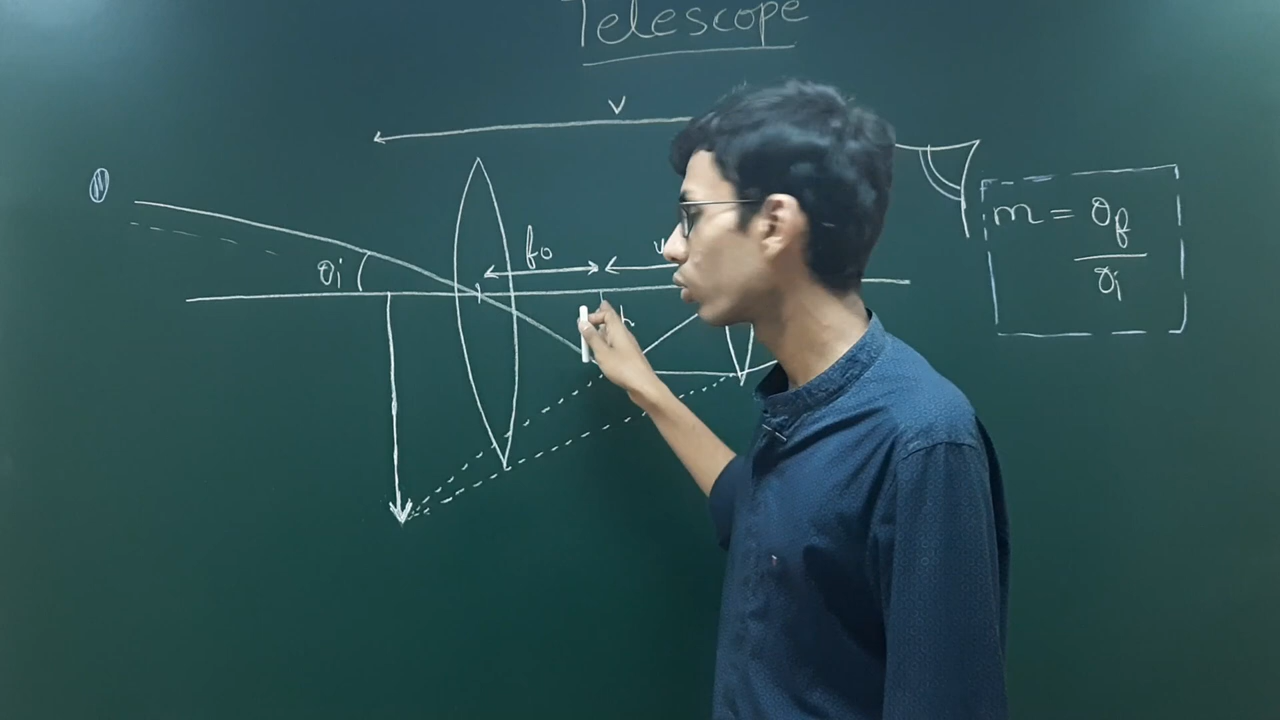 Telescope
v
fo
u
θi
h
m = θf
θi